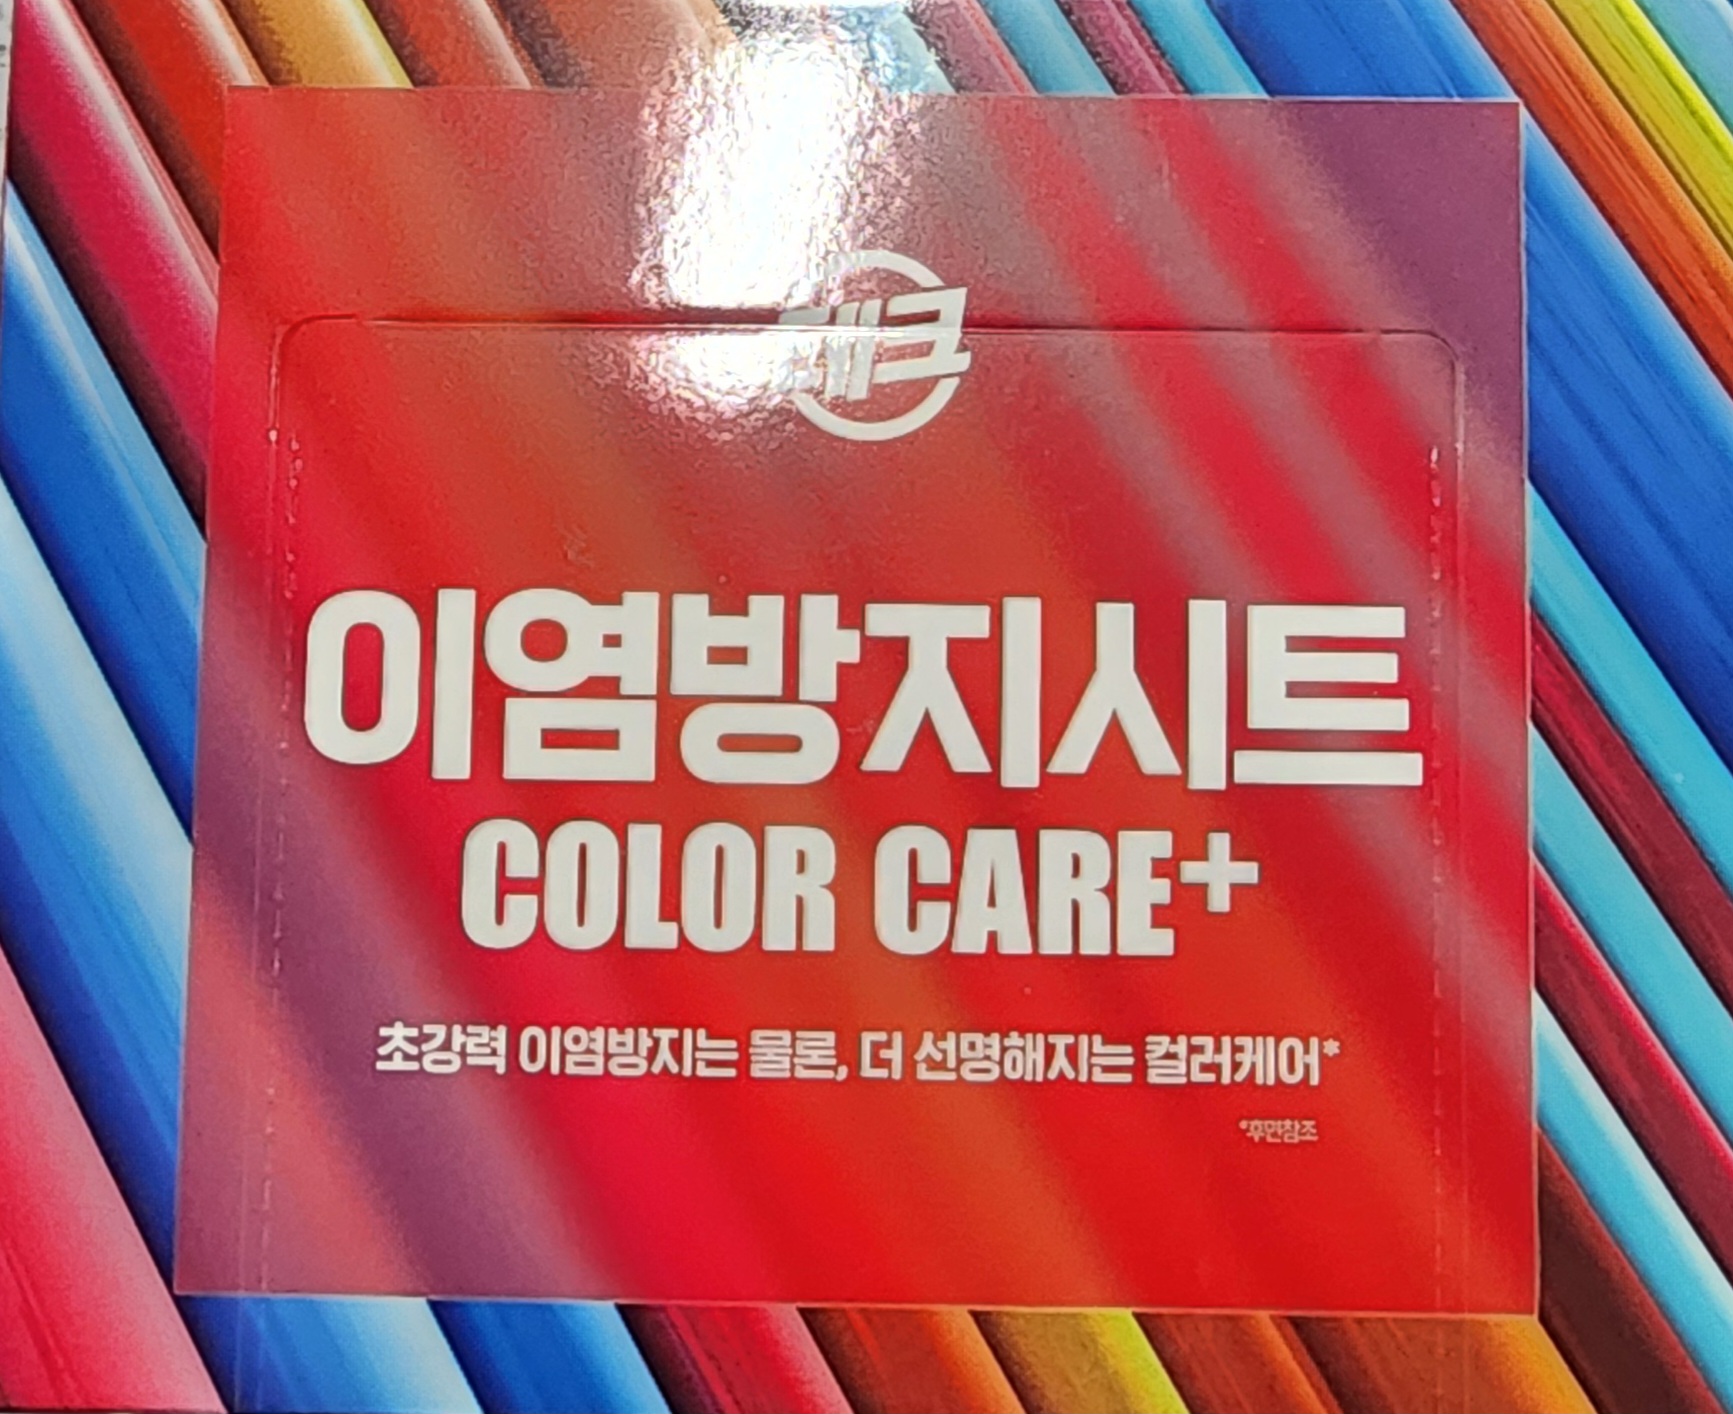 테크
이염방지시트
COLOR CARE+
초강력 이염방지는 물론, 더 선명해지는 컬러케어*
*후면참조